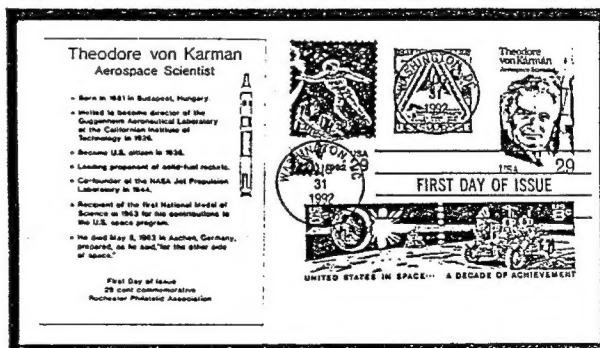 Theodore von Karman
Aerospace Scientist
Born in 1881 in Budapest, Hungary.
Invited to become director of the
Guggenheim Aeronautical Laboratory
at the Californian Institute of
Technology in 1926.
Became U.S. citizen in 1936.
Leading proponent of solid-fuel rockets.
Co-founder of the NASA Jet Propulsion
Laboratory in 1944.
Recipient of the first National Medal of
Science in 1963 for his contributions to
the U.S. space program.
He died May 6, 1963 in Aachen, Germany,
prepared, as he said, "for the other side
of space."
First Day of Issue
29 cent commemorative
Rochester Philatelic Association
WASHINGTON, DC
31
1992
Theodore
von Kármán
Aerospace Scientist
USA 29
WASHINGTON, DC
31
1992
FIRST DAY OF ISSUE
UNITED STATES IN SPACE... A DECADE OF ACHIEVEMENT